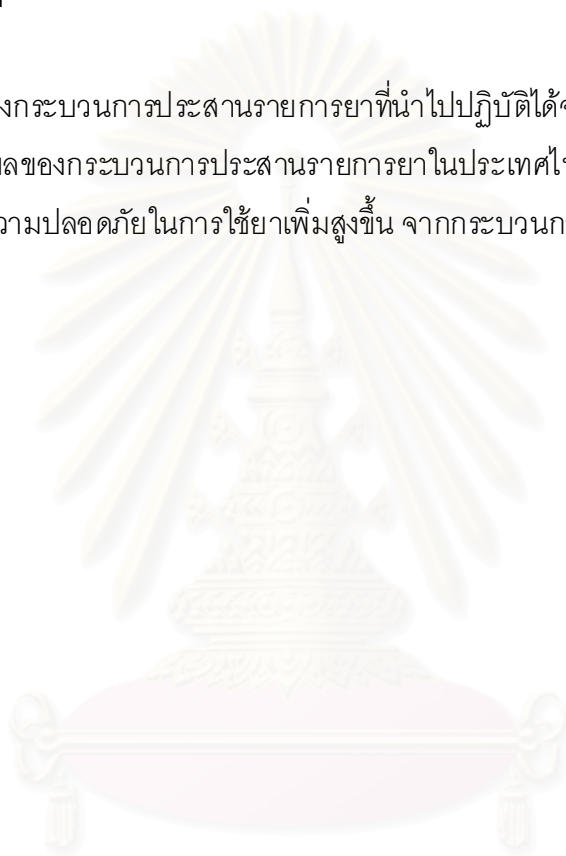 งกระบวนการประสานรายการยาที่นำไปปฏิบัติได้
ลของกระบวนการประสานรายการยาในประเทศไ
วามปลอดภัยในการใช้ยาเพิ่มสูงขึ้น จากกระบวนก